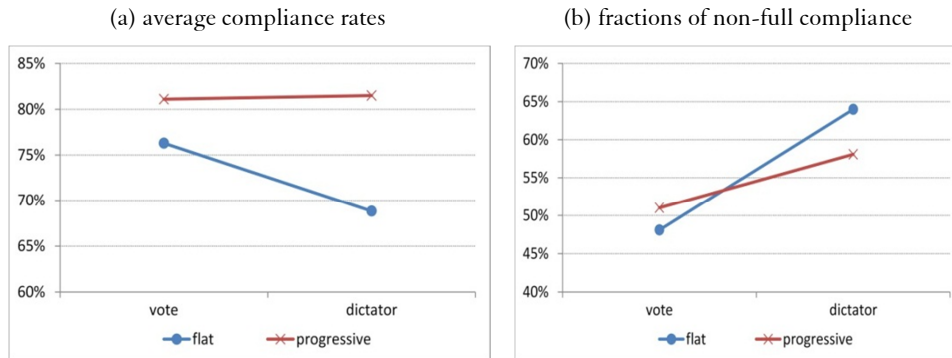 (a) average compliance rates
85%
80%
75%
70%
65%
60%
vote dictator
flat progressive
(b) fractions of non-full compliance
70%
65%
60%
55%
50%
45%
40%
vote dictator
flat progressive